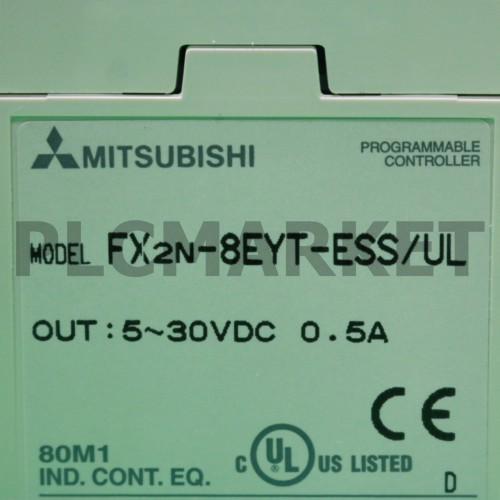 MITSUBISHI
PROGRAMMABLE
CONTROLLER
PLCMARKET
MODEL FX2N-8EYT-ESS/UL
OUT:5~30VDC 0.5A
CE
80M1
IND. CONT. EQ.
C UL US LISTED
D